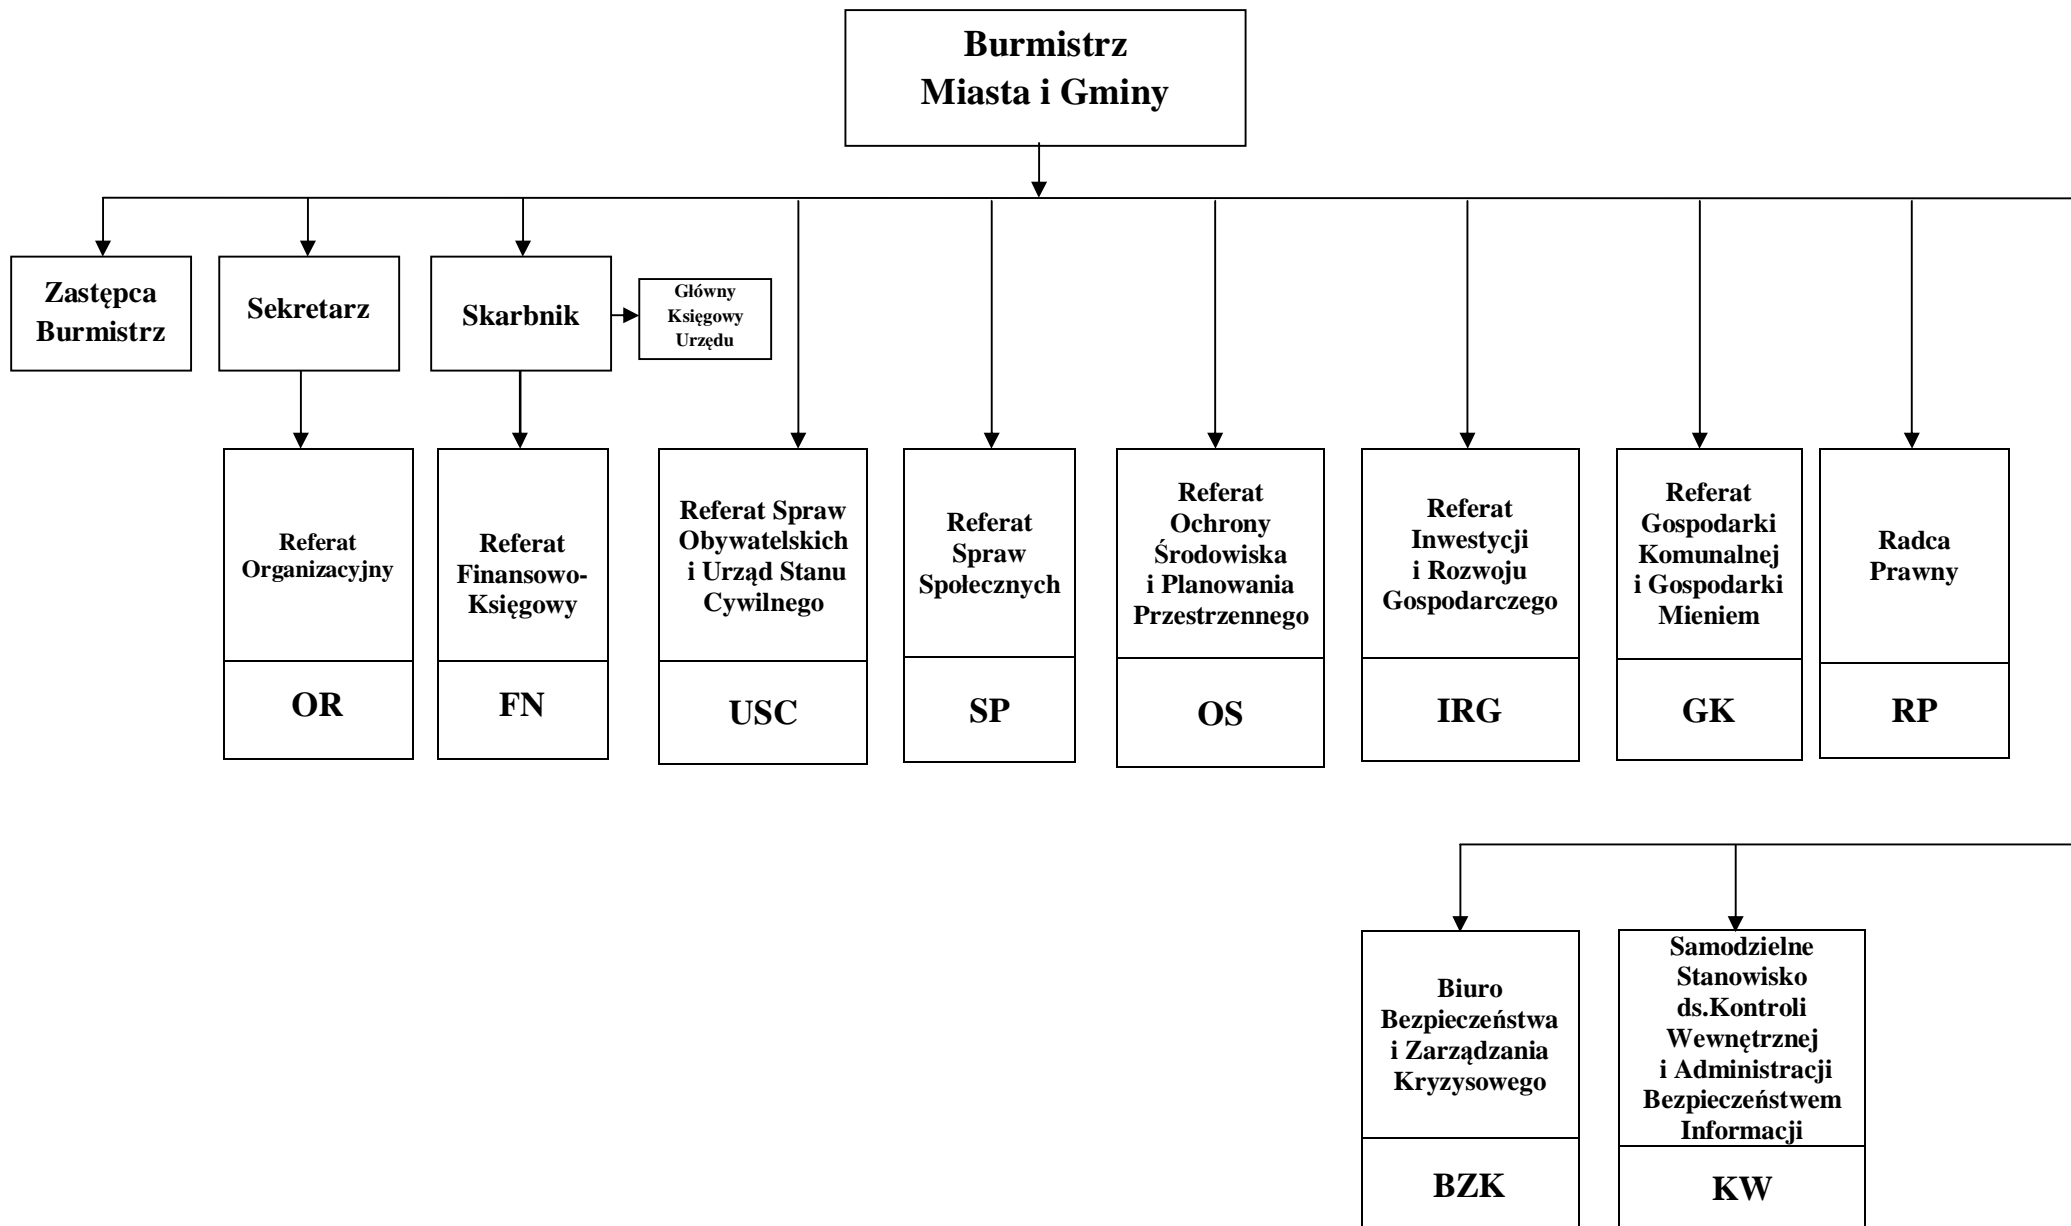 Burmistrz
Miasta i Gminy
Zastępca
Burmistrz
Sekretarz
Skarbnik
Główny
Księgowy
Urzędu
Referat
Organizacyjny
OR
Referat
Finansowo-
Księgowy
FN
Referat Spraw
Obywatelskich
i Urząd Stanu
Cywilnego
USC
Referat
Spraw
Społecznych
SP
Referat
Ochrony
Środowiska
i Planowania
Przestrzennego
OS
Referat
Inwestycji
i Rozwoju
Gospodarczego
IRG
Referat
Gospodarki
Komunalnej
i Gospodarki
Mieniem
GK
Radca
Prawny
RP
Biuro
Bezpieczeństwa
i Zarządzania
Kryzysowego
BZK
Samodzielne
Stanowisko
ds.Kontroli
Wewnętrznej
i Administracji
Bezpieczeństwem
Informacji
KW